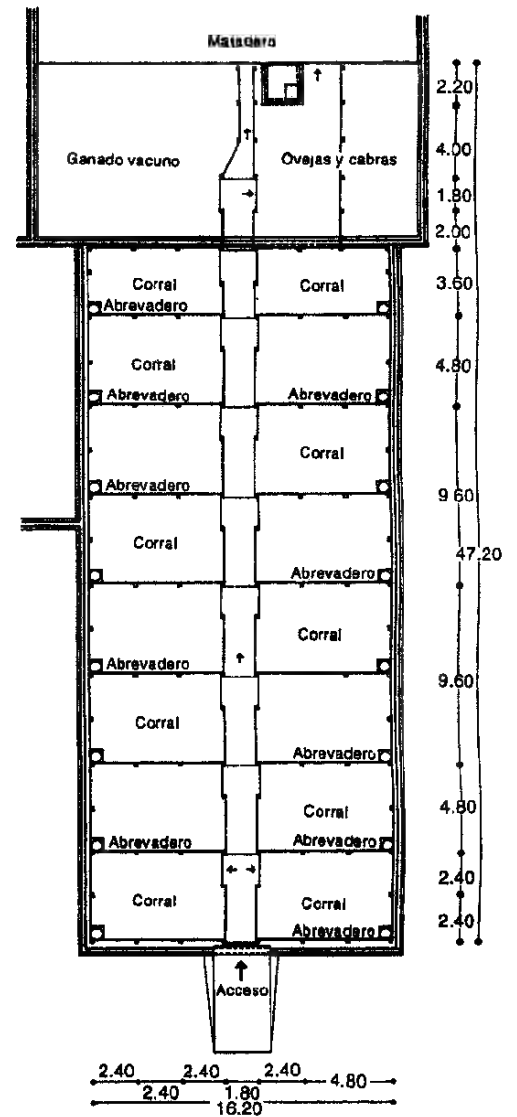 Matadero
2.20
Ganado vacuno Ovejas y cabras 4.00
1.80
2.00
Corral Corral 3.60
Abrevadero
Corral 4.80
Abrevadero Abrevadero
Corral
Abrevadero 9.60
Corral 47.20
Abrevadero
Corral
Abrevadero 9.60
Corral
Abrevadero
Corral 4.80
Abrevadero Abrevadero
2.40
Corral Corral
2.40
Abrevadero
Acceso
2.40 2.40 2.40 4.80
2.40 1.80
16.20